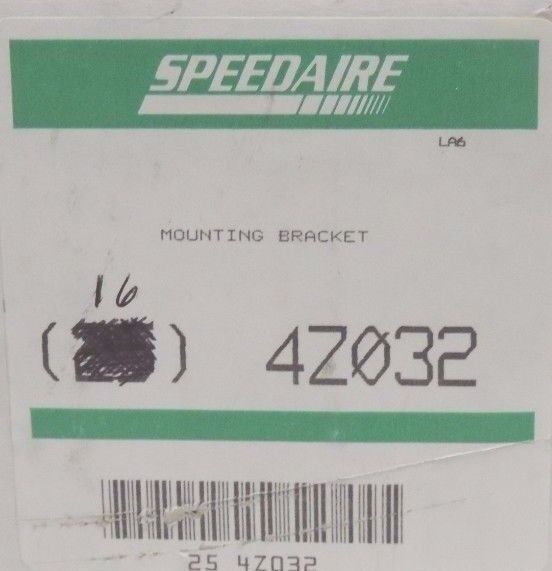 SPEEDAIRE
LA6
MOUNTING BRACKET
16
( ) 4Z032
25 4Z032